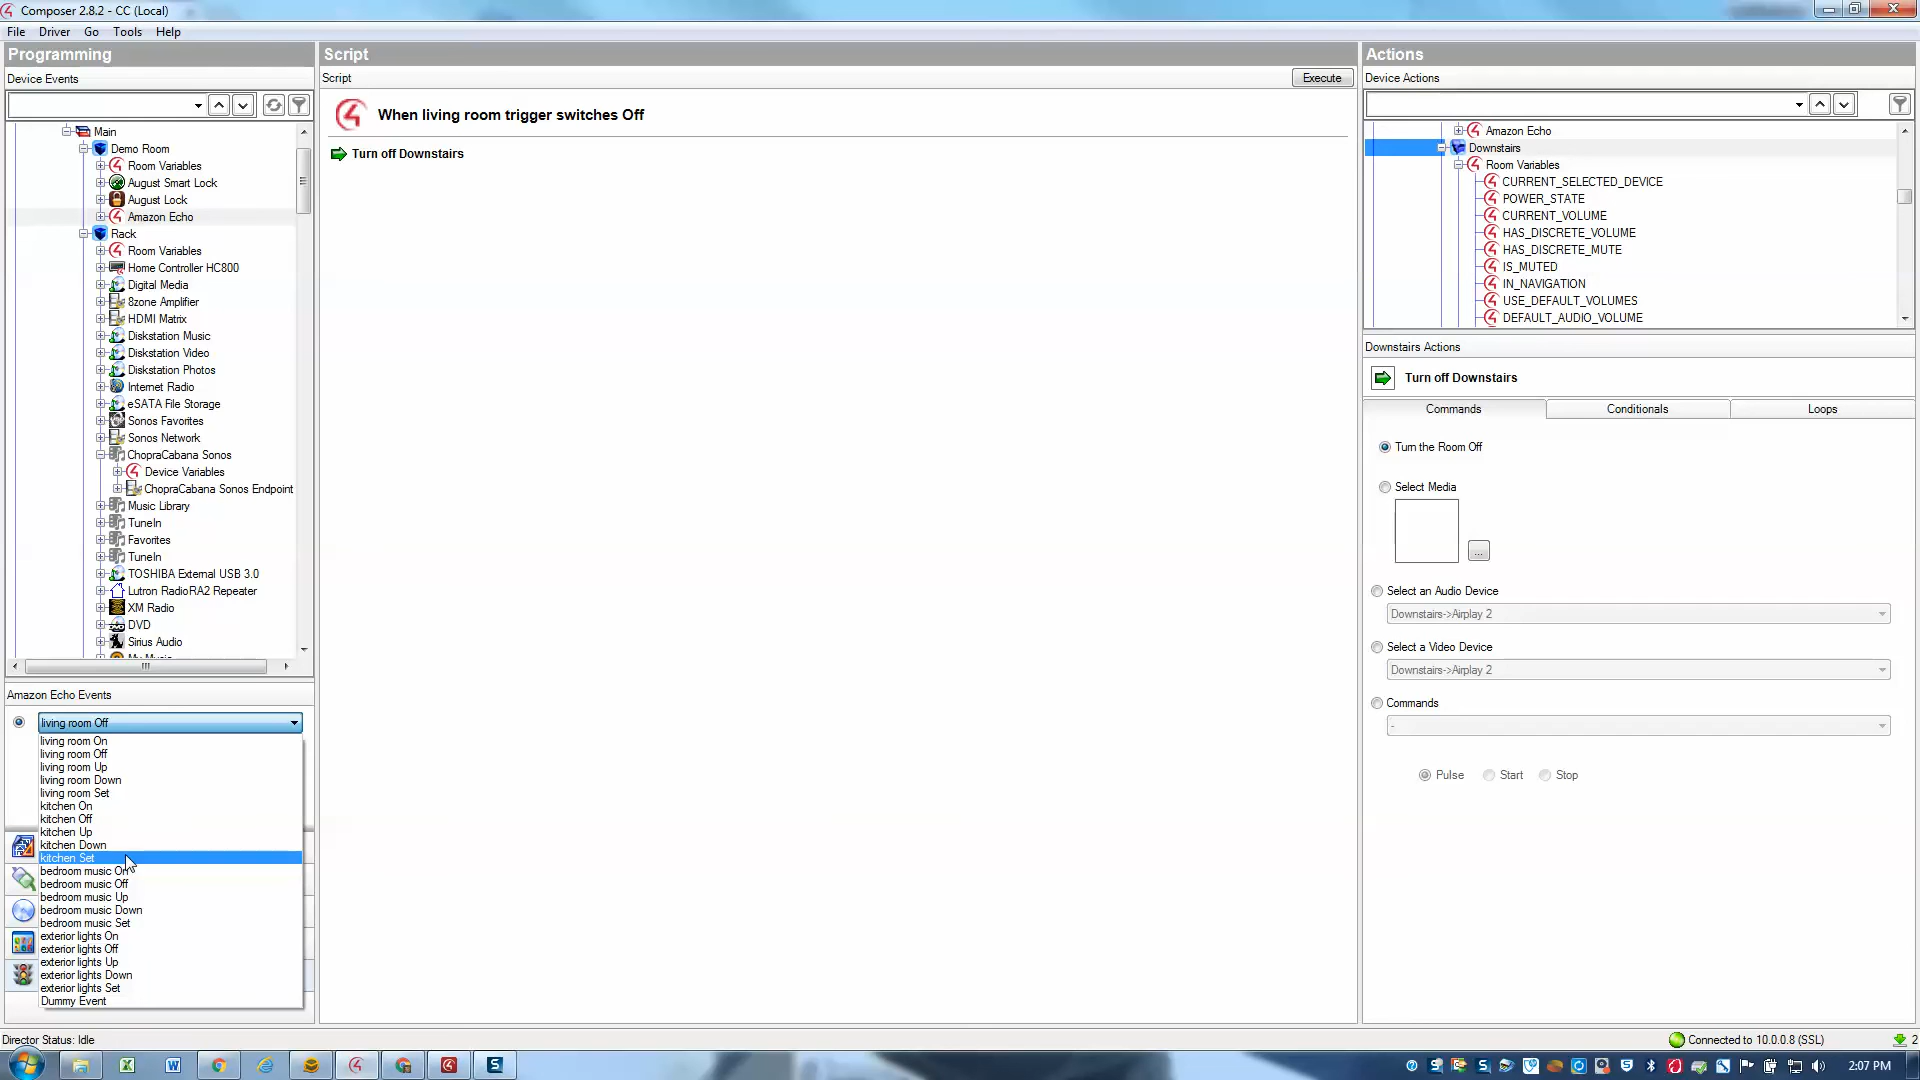 Composer 2.8.2 - CC (Local)
File Driver Go Tools Help
Programming
Device Events
Main
Demo Room
Room Variables
August Smart Lock
August Lock
Amazon Echo
Rack
Room Variables
Home Controller HC800
Digital Media
8zone Amplifier
HDMI Matrix
Diskstation Music
Diskstation Video
Diskstation Photos
Internet Radio
eSATA File Storage
Sonos Favorites
Sonos Network
ChopraCabana Sonos
Device Variables
ChopraCabana Sonos Endpoint
Music Library
TuneIn
Favorites
TuneIn
TOSHIBA External USB 3.0
Lutron RadioRA2 Repeater
XM Radio
DVD
Sirius Audio
Amazon Echo Events
living room Off
living room On
living room Off
living room Up
living room Down
living room Set
kitchen On
kitchen Off
kitchen Up
kitchen Down
kitchen Set
bedroom music On
bedroom music Off
bedroom music Up
bedroom music Down
bedroom music Set
exterior lights On
exterior lights Off
exterior lights Up
exterior lights Down
exterior lights Set
Dummy Event
Script
Script
Execute
When living room trigger switches Off
Turn off Downstairs
Actions
Device Actions
Amazon Echo
Downstairs
Room Variables
CURRENT_SELECTED_DEVICE
POWER_STATE
CURRENT_VOLUME
HAS_DISCRETE_VOLUME
HAS_DISCRETE_MUTE
IS_MUTED
IN_NAVIGATION
USE_DEFAULT_VOLUMES
DEFAULT_AUDIO_VOLUME
Downstairs Actions
Turn off Downstairs
Commands Conditionals Loops
Turn the Room Off
Select Media
...
Select an Audio Device
Downstairs->Airplay 2
Select a Video Device
Downstairs->Airplay 2
Commands
-
Pulse Start Stop
Director Status: Idle
Connected to 10.0.0.8 (SSL)
2
2:07 PM